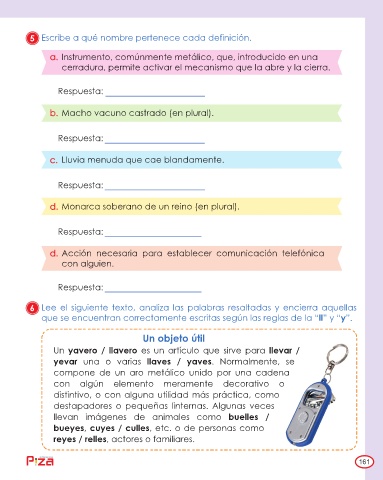 5 Escribe a qué nombre pertenece cada definición.
a. Instrumento, comúnmente metálico, que, introducido en una
cerradura, permite activar el mecanismo que la abre y la cierra.
Respuesta:
b. Macho vacuno castrado (en plural).
Respuesta:
c. Lluvia menuda que cae blandamente.
Respuesta:
d. Monarca soberano de un reino (en plural).
Respuesta:
d. Acción necesaria para establecer comunicación telefónica
con alguien.
Respuesta:
6 Lee el siguiente texto, analiza las palabras resaltadas y encierra aquellas
que se encuentran correctamente escritas según las reglas de la “ll” y “y”.
Un objeto útil
Un yavero / llavero es un artículo que sirve para llevar /
yevar una o varias llaves / yaves. Normalmente, se
compone de un aro metálico unido por una cadena
con algún elemento meramente decorativo o
distintivo, o con alguna utilidad más práctica, como
destapadores o pequeñas linternas. Algunas veces
llevan imágenes de animales como buelles /
bueyes, cuyes / culles, etc. o de personas como
reyes / relles, actores o familiares.
Piza
161